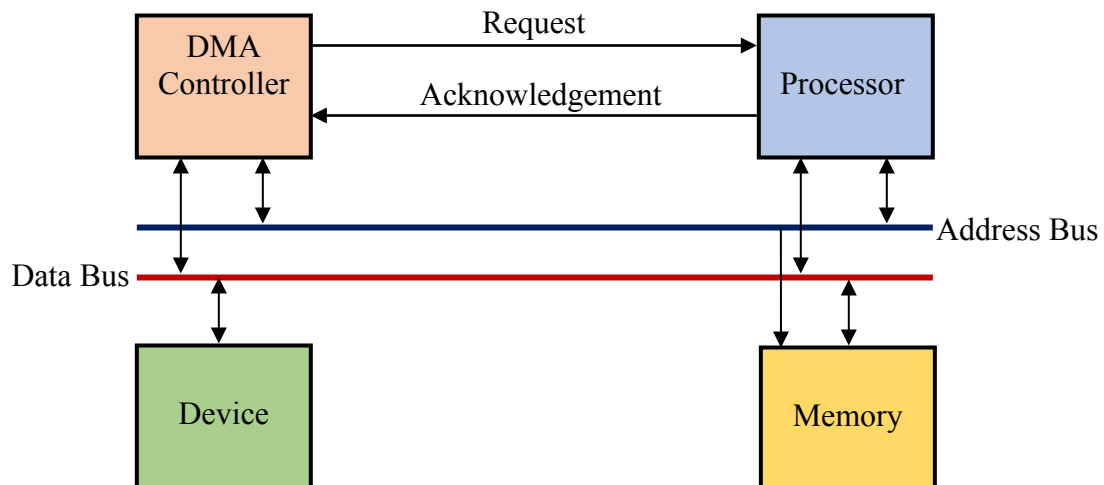 Request
DMA
Controller
Processor
Acknowledgement
Address Bus
Data Bus
Device
Memory